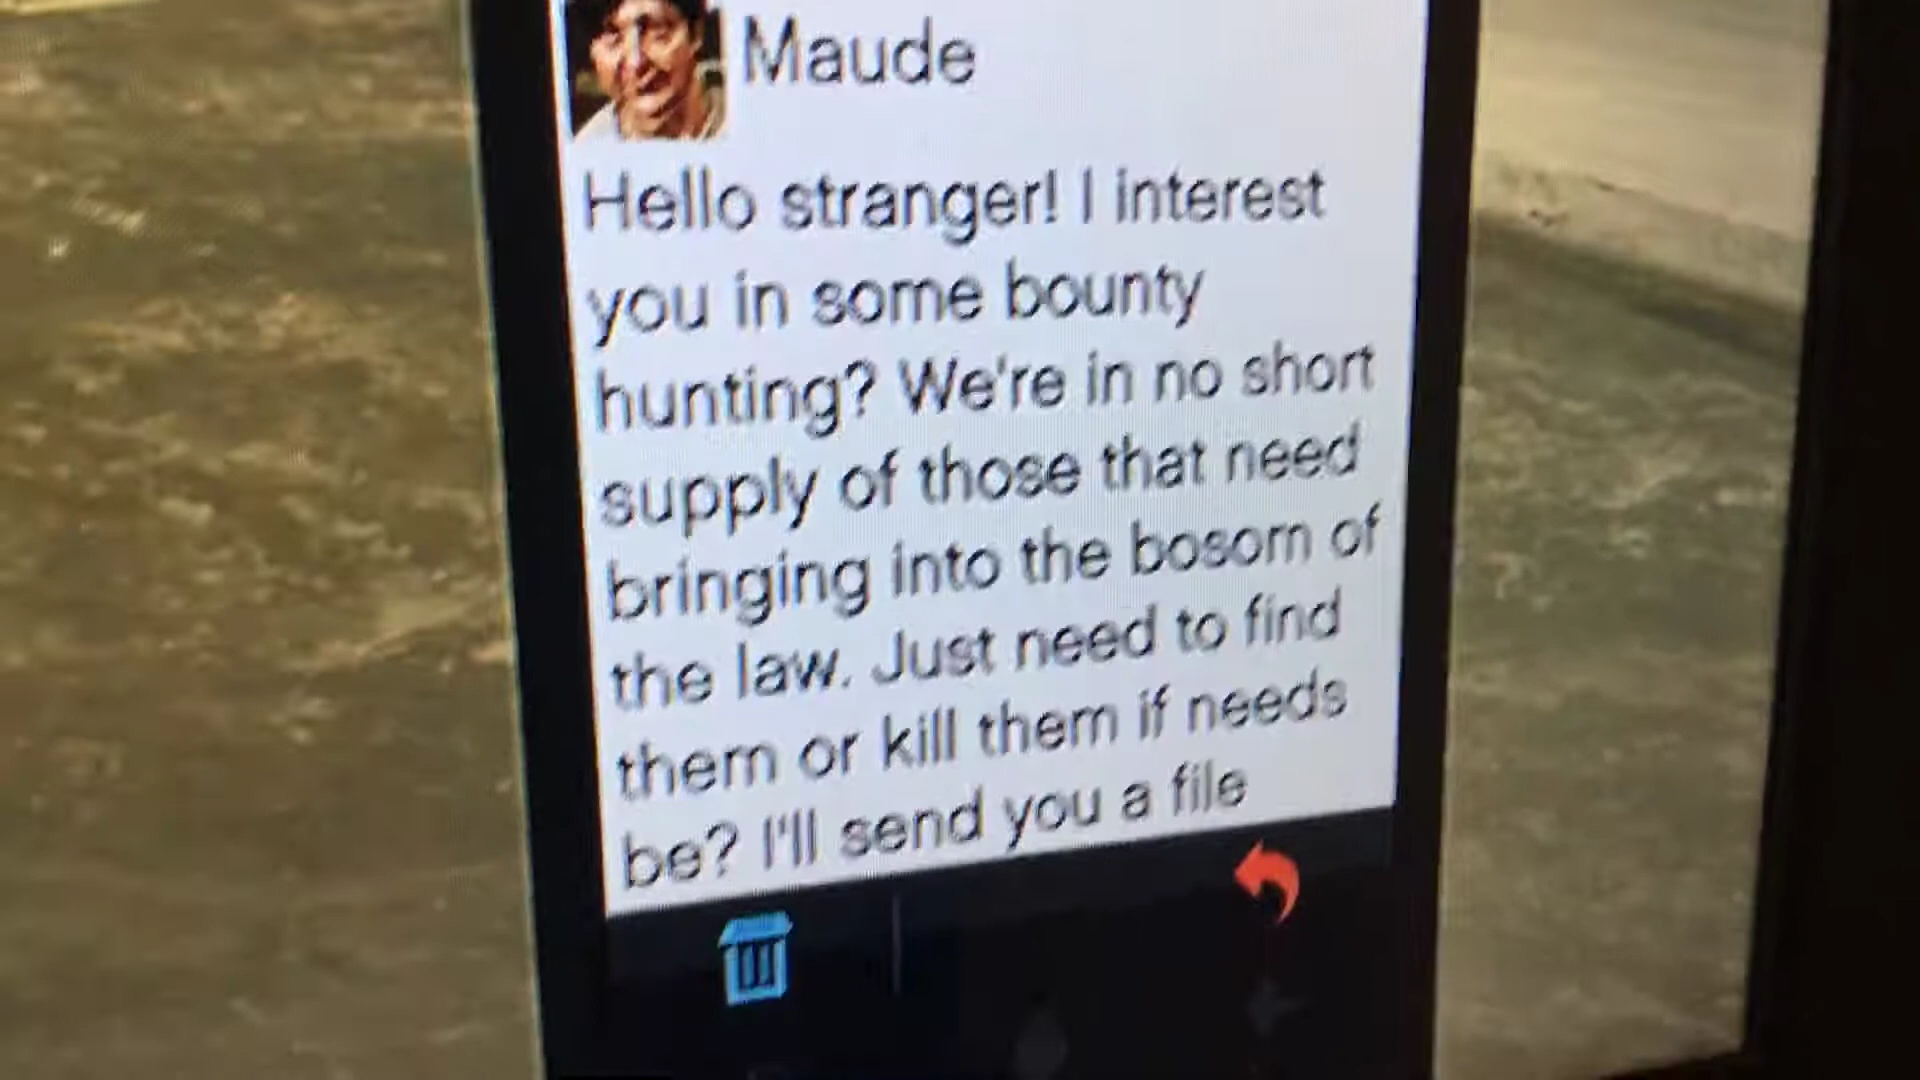 Maude
Hello stranger! I interest
you in some bounty
hunting? We're in no short
supply of those that need
bringing into the bosom of
the law. Just need to find
them or kill them if needs
be? I'll send you a file